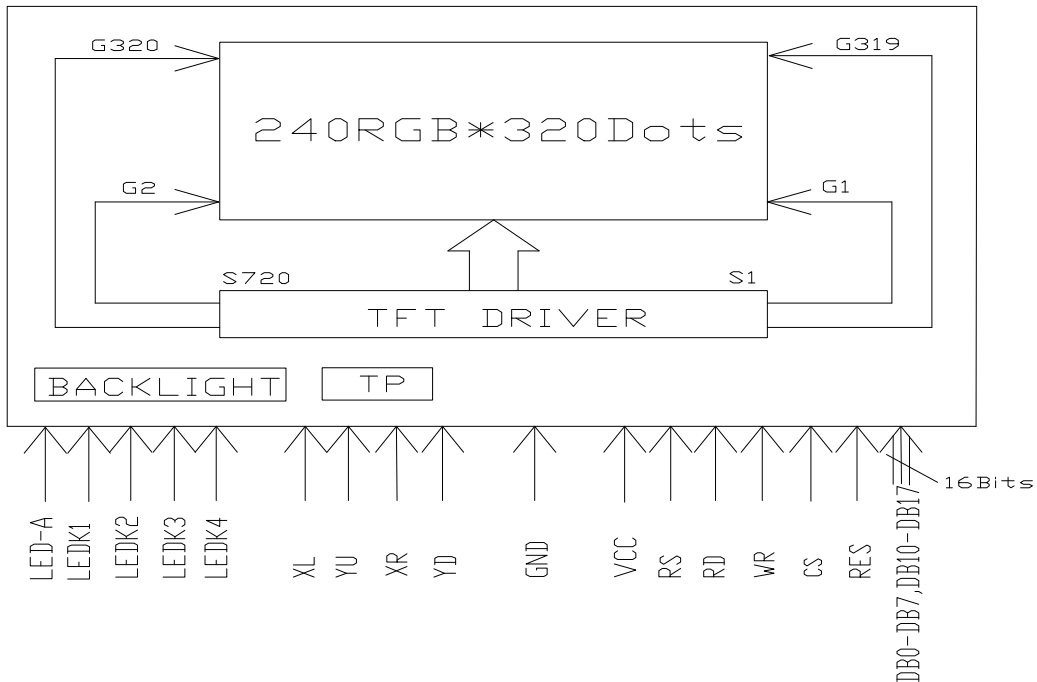 G320
G319
240RGB*320Dots
G2
G1
S720
S1
TFT DRIVER
BACKLIGHT
TP
16Bits
LED-A
LEDK1
LEDK2
LEDK3
LEDK4
XL
YU
XR
YD
GND
VCC
RS
RD
WR
CS
RES
DB0-DB7,DB10-DB17